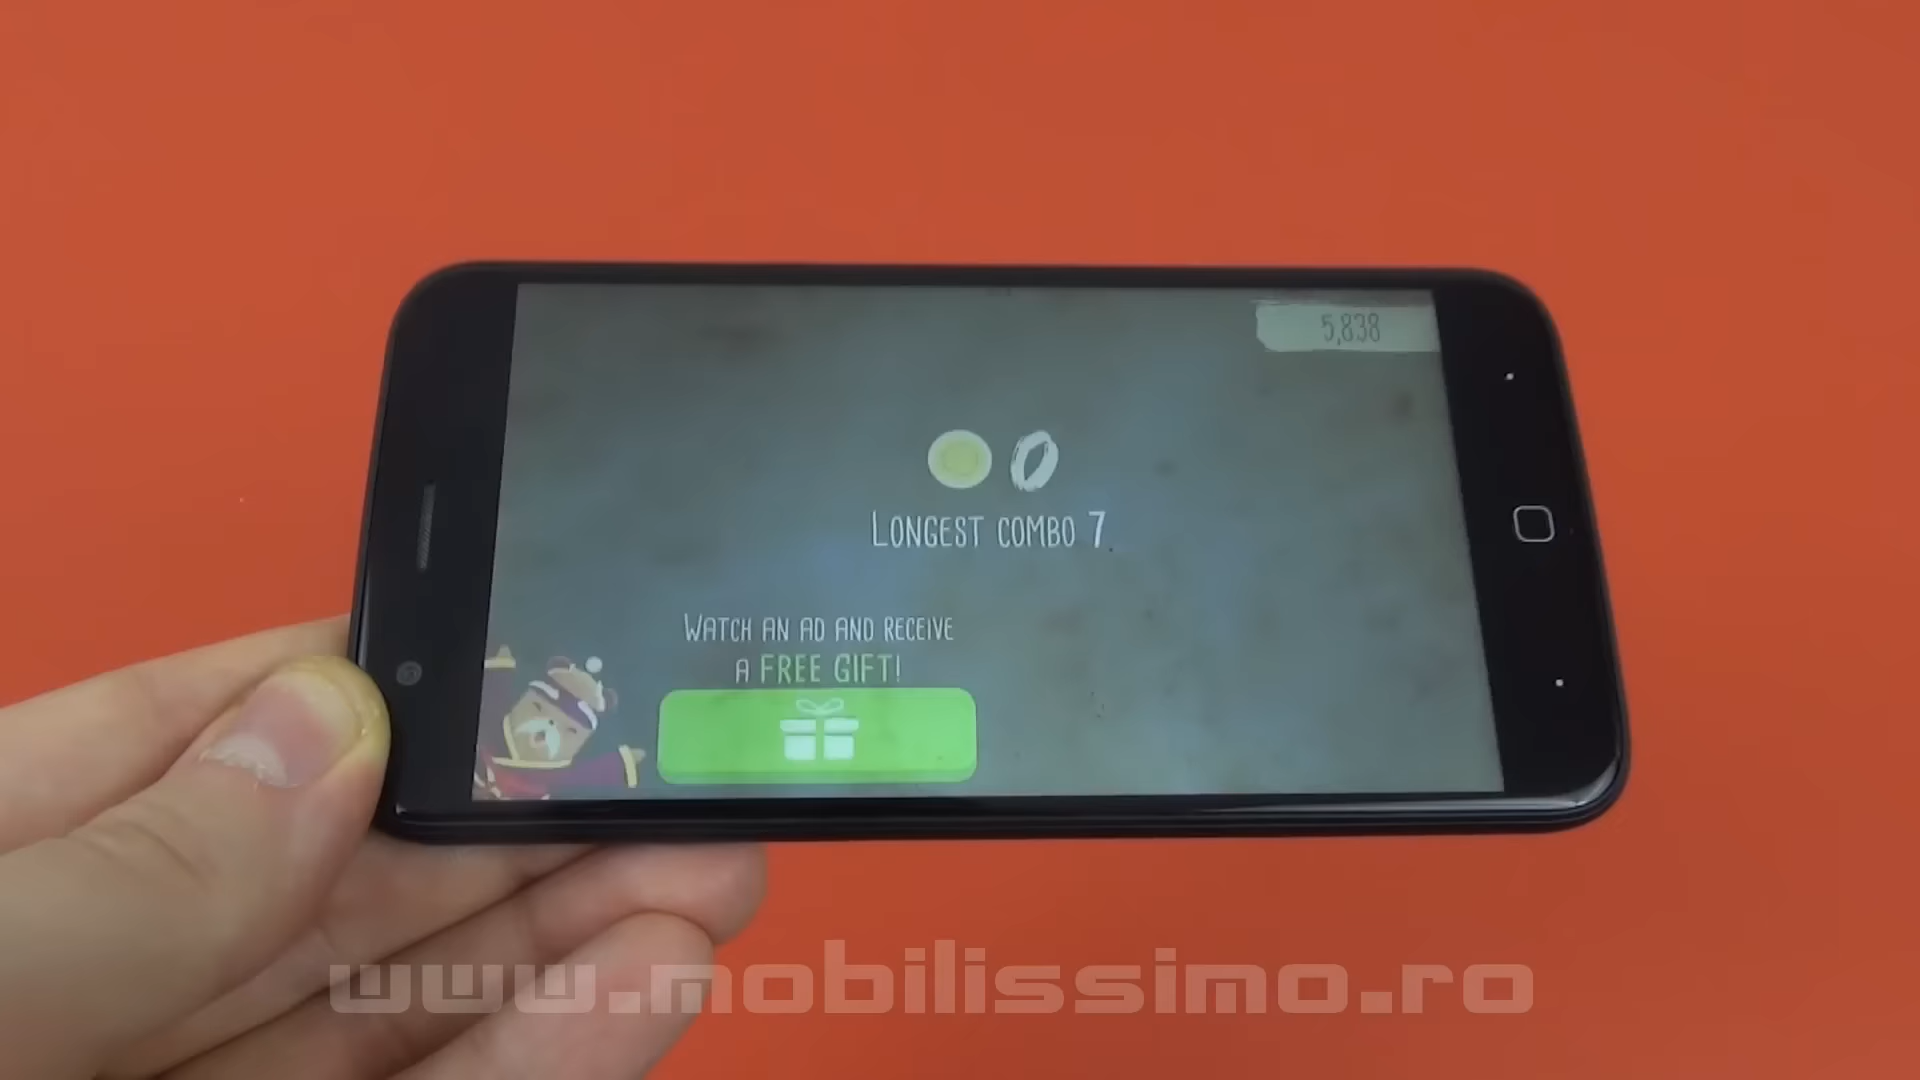 5,838
0
LONGEST COMBO 7
WATCH AN AD AND RECEIVE
A FREE GIFT!
www.mobilissimo.ro